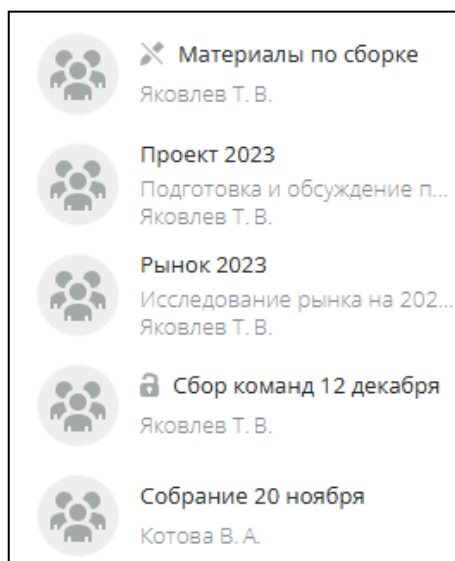 Материалы по сборке
Яковлев Т. В.
Проект 2023
Подготовка и обсуждение п...
Яковлев Т. В.
Рынок 2023
Исследование рынка на 202...
Яковлев Т. В.
Сбор команд 12 декабря
Яковлев Т. В.
Собрание 20 ноября
Котова В. А.